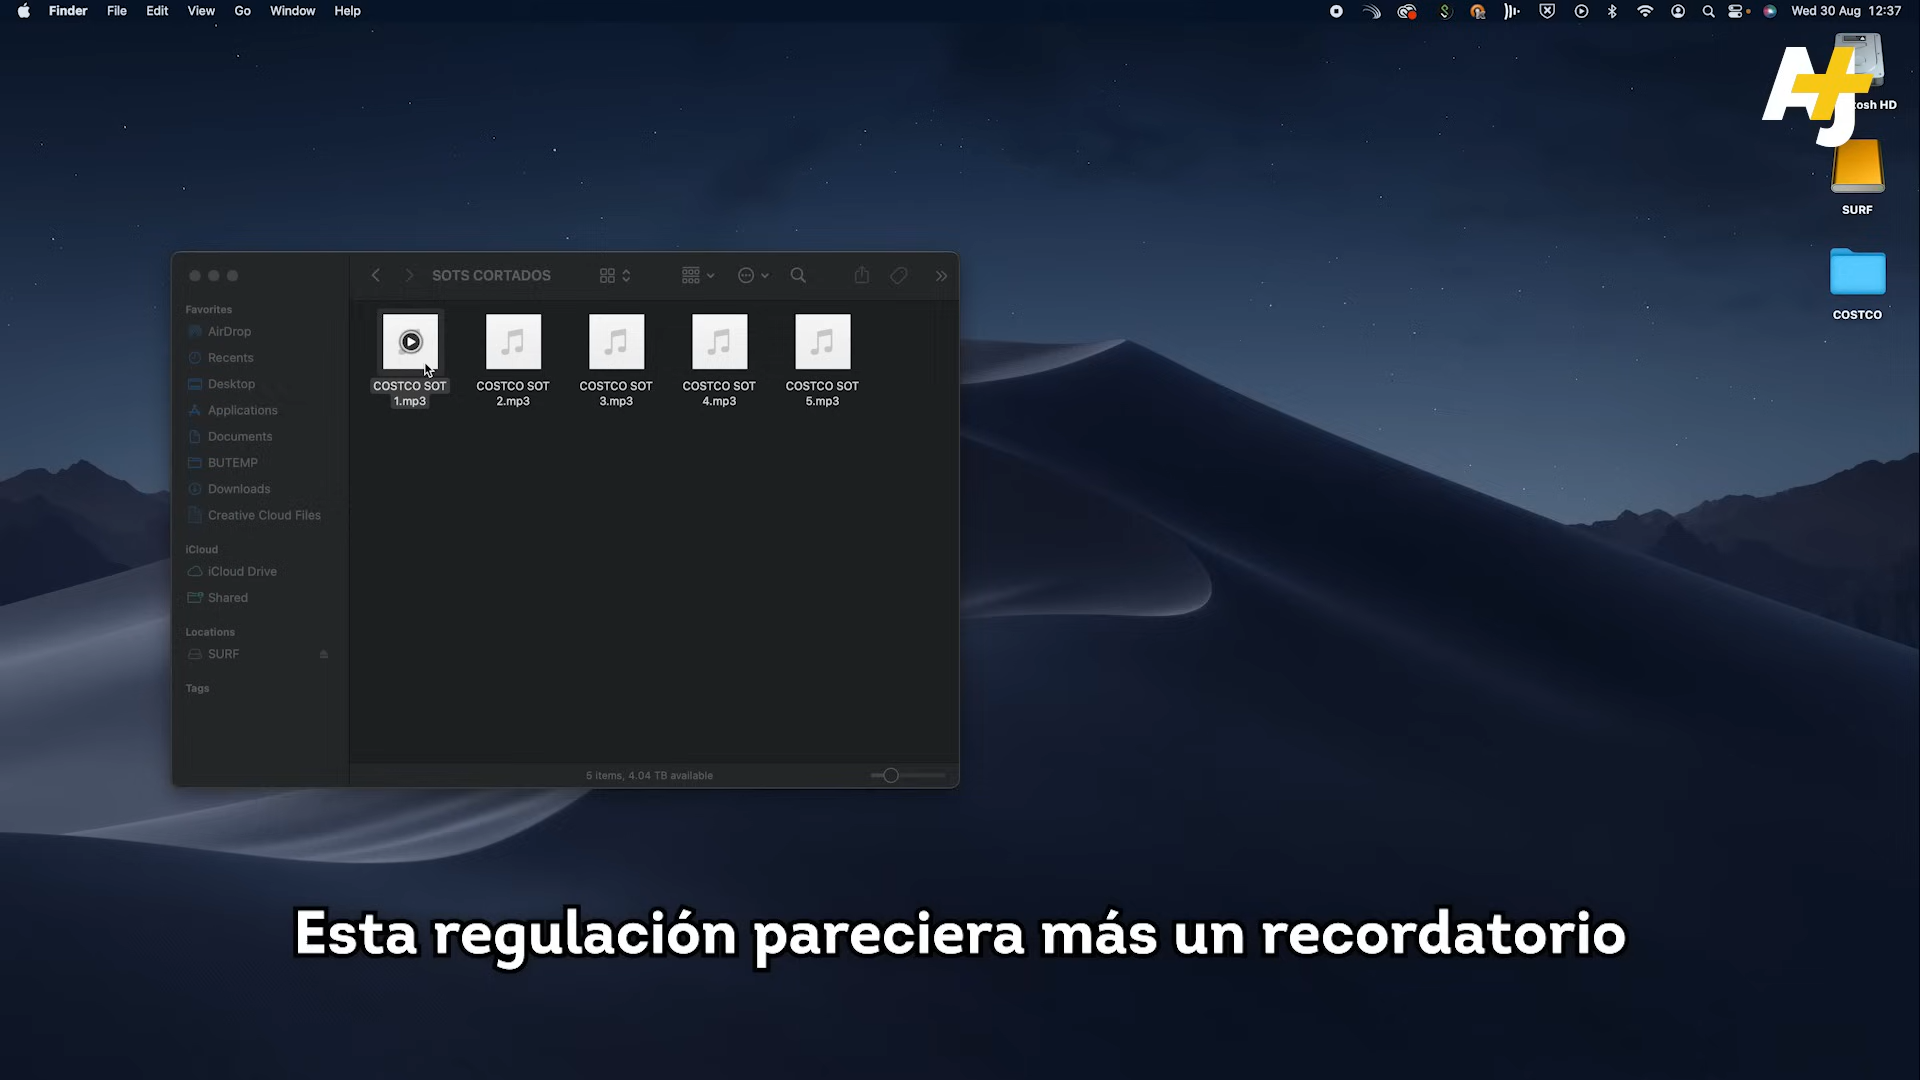 Finder File Edit View Go Window Help
Wed 30 Aug 12:37
AJ+
tosh HD
SURF
COSTCO
SOTS CORTADOS
Favorites
AirDrop
Recents
Desktop
Applications
Documents
BUTEMP
Downloads
Creative Cloud Files
iCloud
iCloud Drive
Shared
Locations
SURF
Tags
COSTCO SOT
1.mp3
COSTCO SOT
2.mp3
COSTCO SOT
3.mp3
COSTCO SOT
4.mp3
COSTCO SOT
5.mp3
5 items, 4.04 TB available
Esta regulación pareciera más un recordatorio